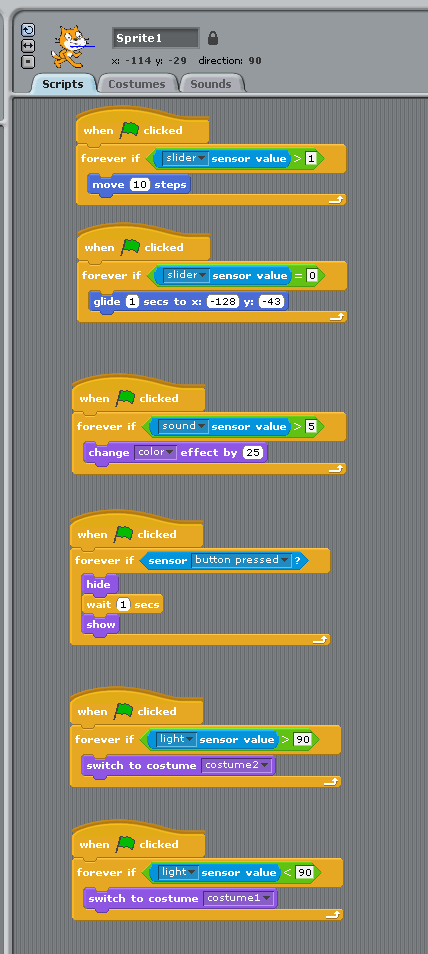 Sprite1
x: -114 y: -29 direction: 90
Scripts Costumes Sounds
when clicked
forever if slider sensor value > 1
move 10 steps
when clicked
forever if slider sensor value = 0
glide 1 secs to x: -128 y: -43
when clicked
forever if sound sensor value > 5
change color effect by 25
when clicked
forever if sensor button pressed ?
hide
wait 1 secs
show
when clicked
forever if light sensor value > 90
switch to costume costume2
when clicked
forever if light sensor value < 90
switch to costume costume1